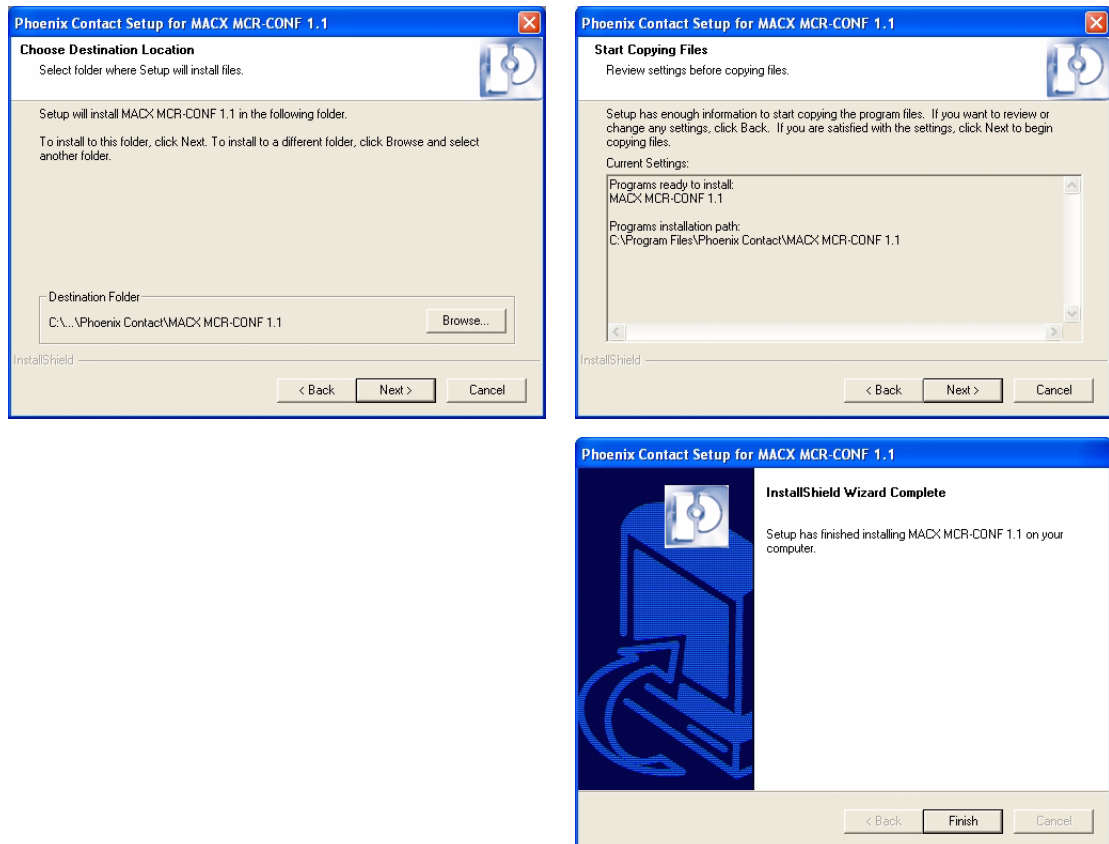 Phoenix Contact Setup for MACX MCR-CONF 1.1
Choose Destination Location
Select folder where Setup will install files.
Setup will install MACX MCR-CONF 1.1 in the following folder.
To install to this folder, click Next. To install to a different folder, click Browse and select
another folder.
Destination Folder
C:\...\Phoenix Contact\MACX MCR-CONF 1.1
Browse...
InstallShield
< Back
Next >
Cancel
Phoenix Contact Setup for MACX MCR-CONF 1.1
Start Copying Files
Review settings before copying files.
Setup has enough information to start copying the program files. If you want to review or
change any settings, click Back. If you are satisfied with the settings, click Next to begin
copying files.
Current Settings:
Programs ready to install:
MACX MCR-CONF 1.1
Programs installation path:
C:\Program Files\Phoenix Contact\MACX MCR-CONF 1.1
InstallShield
< Back
Next >
Cancel
Phoenix Contact Setup for MACX MCR-CONF 1.1
InstallShield Wizard Complete
Setup has finished installing MACX MCR-CONF 1.1 on your
computer.
< Back
Finish
Cancel